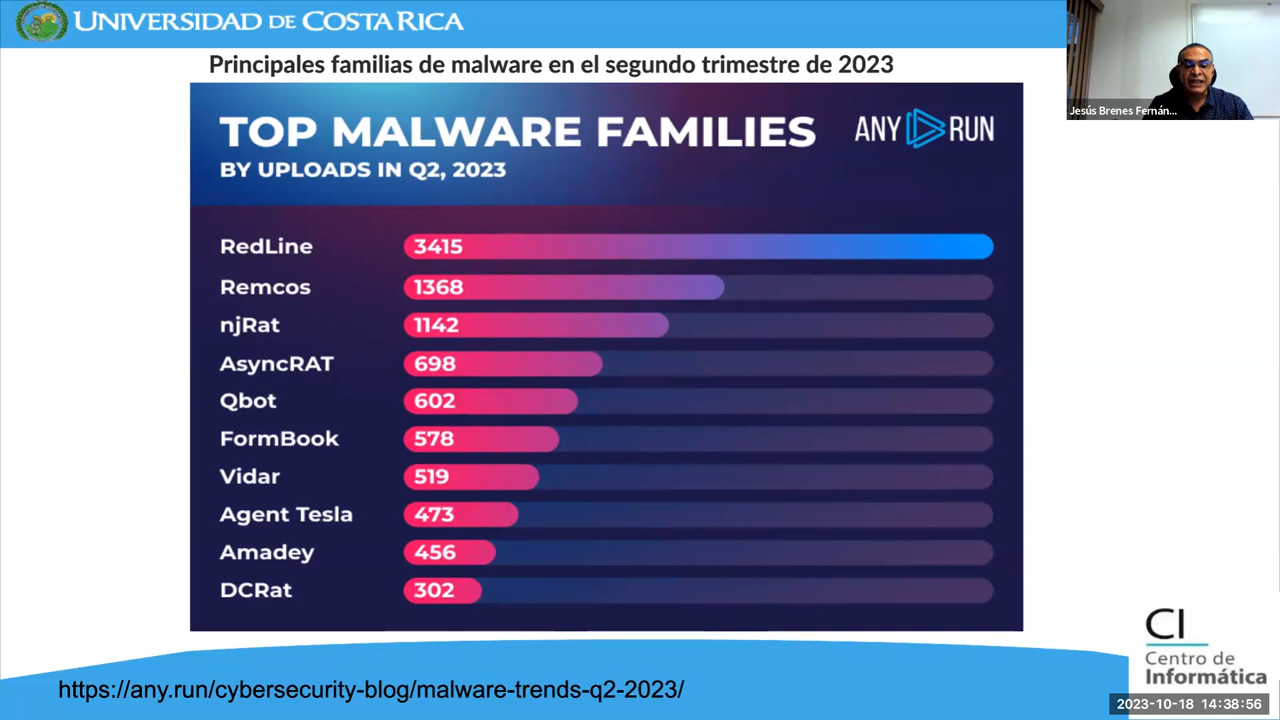 UNIVERSIDAD DE COSTA RICA
Jesús Brenes Fernán...
Principales familias de malware en el segundo trimestre de 2023
TOP MALWARE FAMILIES
ANY RUN
BY UPLOADS IN Q2, 2023
RedLine 3415
Remcos 1368
njRat 1142
AsyncRAT 698
Qbot 602
FormBook 578
Vidar 519
Agent Tesla 473
Amadey 456
DCRat 302
CI
Centro de
Informática
https://any.run/cybersecurity-blog/malware-trends-q2-2023/
2023-10-18 14:38:56